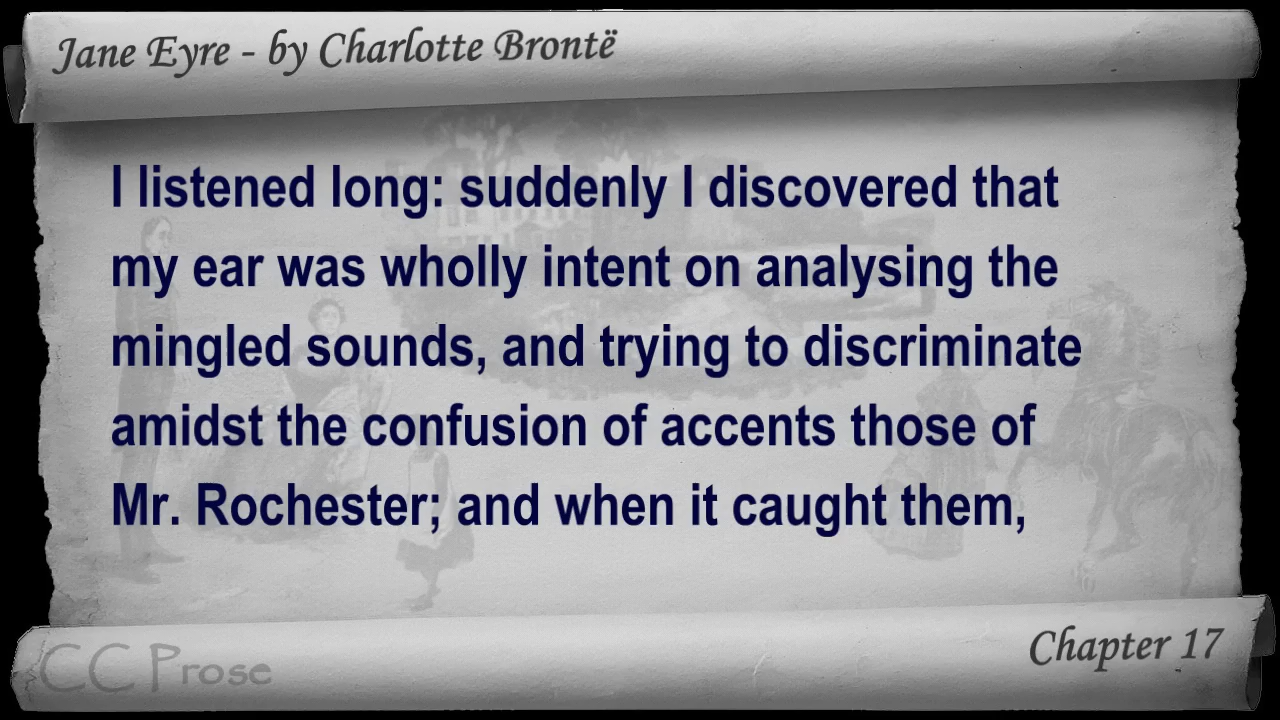 Jane Eyre - by Charlotte Brontë
I listened long: suddenly I discovered that
my ear was wholly intent on analysing the
mingled sounds, and trying to discriminate
amidst the confusion of accents those of
Mr. Rochester; and when it caught them,
Chapter 17
CC Prose